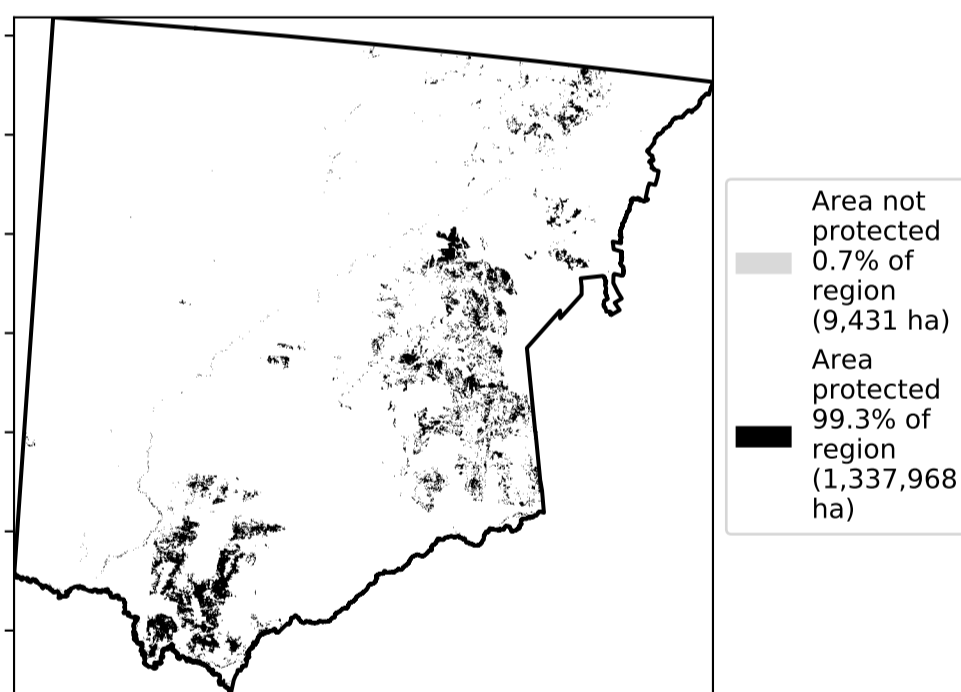 Area not
protected
0.7% of
region
(9,431 ha)
Area
protected
99.3% of
region
(1,337,968
ha)